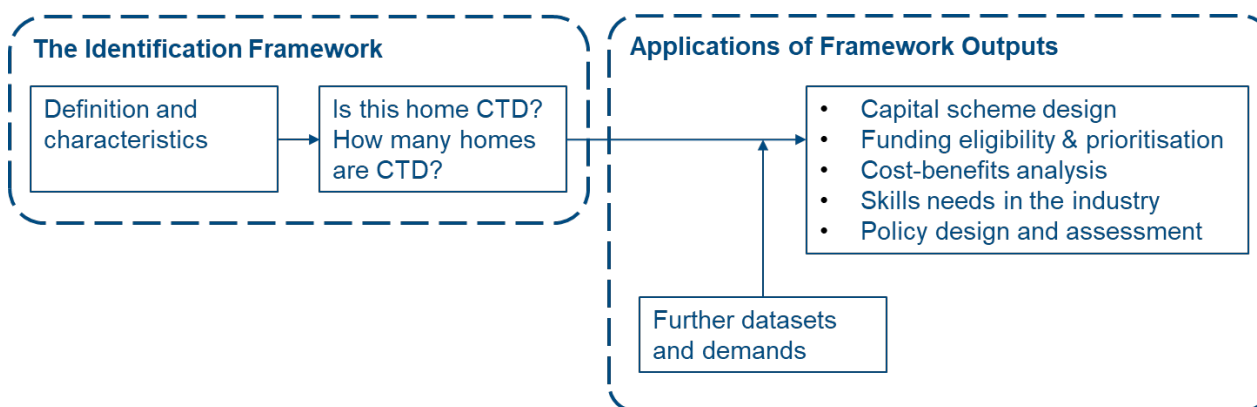 The Identification Framework
Definition and
characteristics
Is this home CTD?
How many homes
are CTD?
Applications of Framework Outputs
• Capital scheme design
• Funding eligibility & prioritisation
• Cost-benefits analysis
• Skills needs in the industry
• Policy design and assessment
Further datasets
and demands